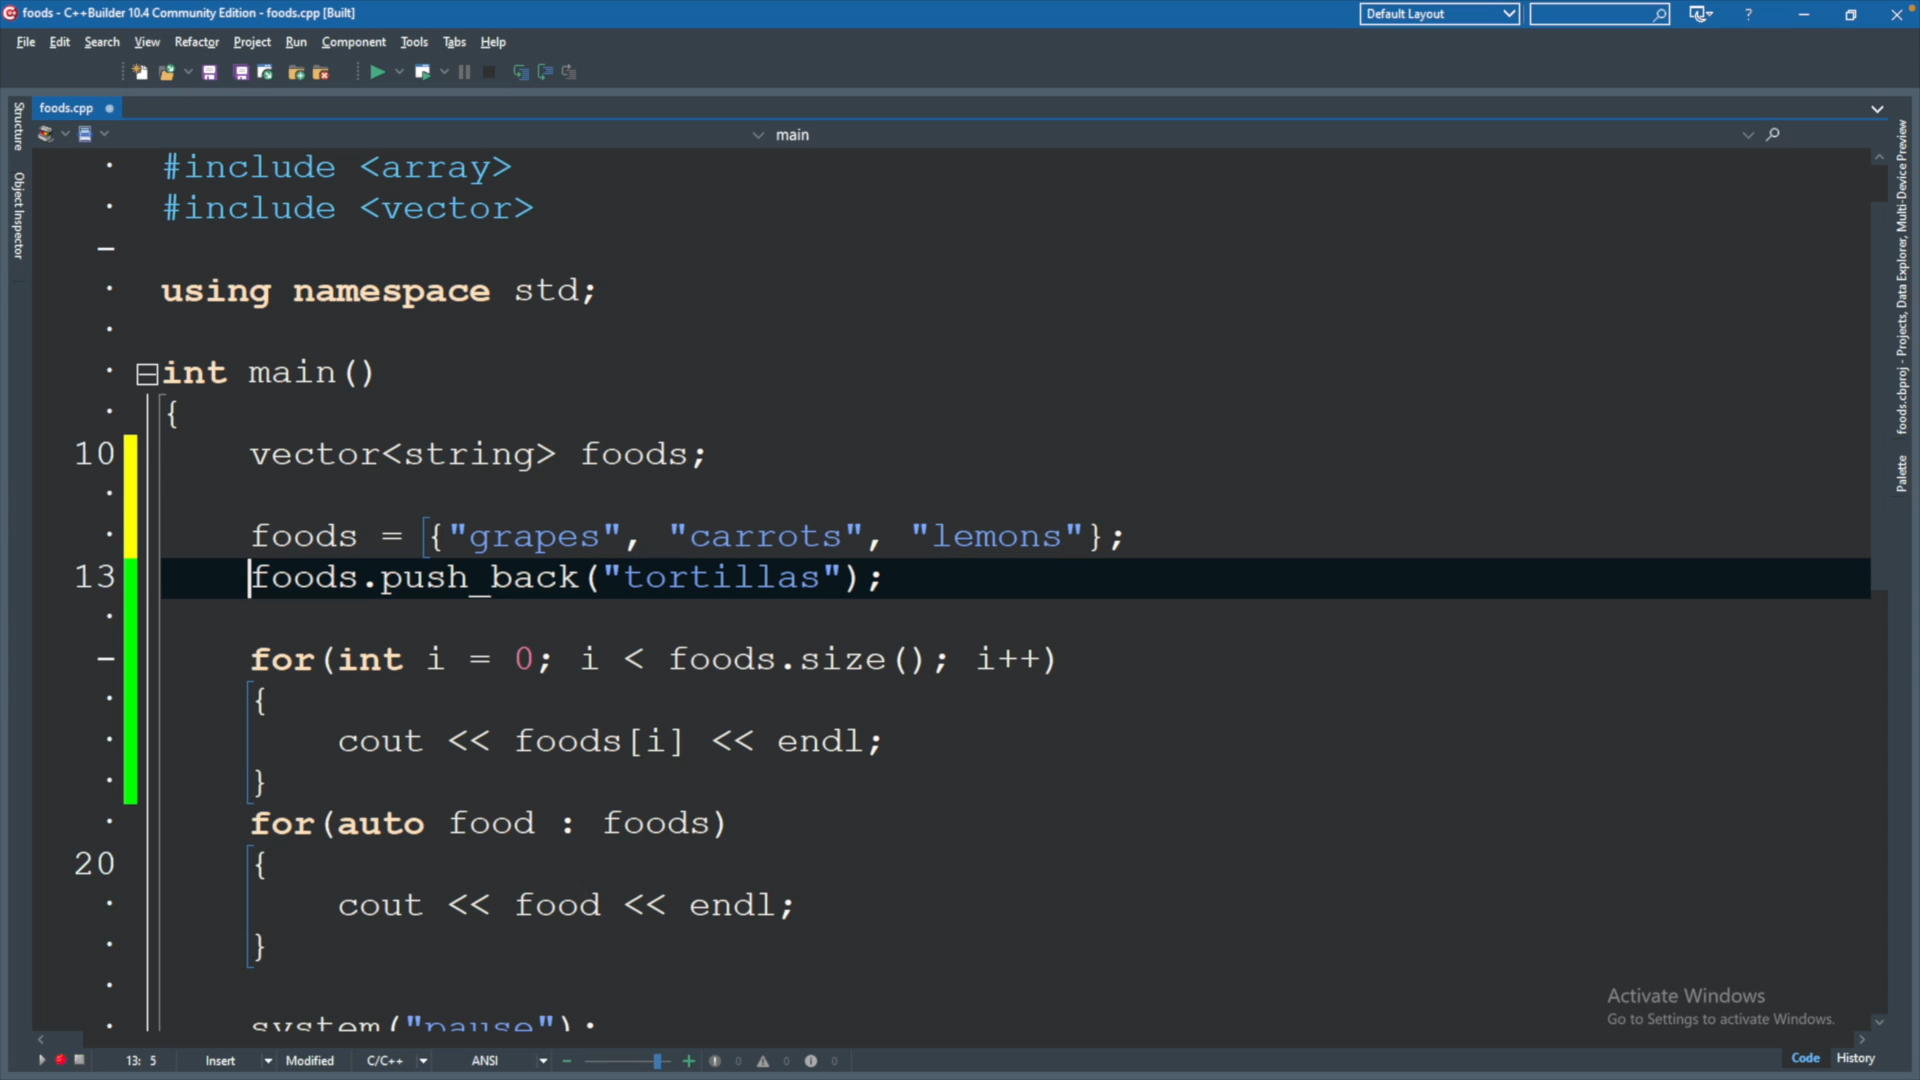 foods - C++Builder 10.4 Community Edition - foods.cpp [Built]
Default Layout
?
File Edit Search View Refactor Project Run Component Tools Tabs Help
foods.cpp
main
Structure
Object Inspector
#include <array>
#include <vector>
using namespace std;
int main()
{
10 vector<string> foods;
foods = {"grapes", "carrots", "lemons"};
13 foods.push_back("tortillas");
for(int i = 0; i < foods.size(); i++)
{
cout << foods[i] << endl;
}
for(auto food : foods)
20 {
cout << food << endl;
}
system("pause");
foods.cbproj - Projects, Data Explorer, Multi-Device Preview
Palette
Activate Windows
Go to Settings to activate Windows.
13: 5 Insert Modified C/C++ ANSI 0 0 0
Code History